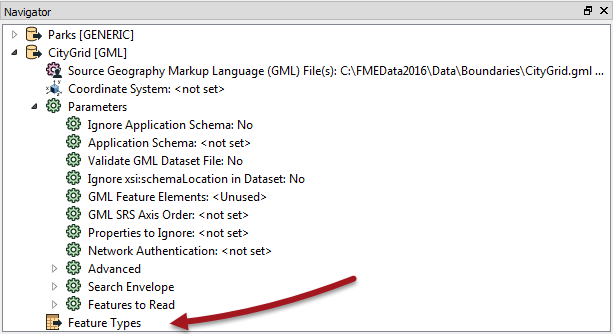 Navigator
Parks [GENERIC]
CityGrid [GML]
Source Geography Markup Language (GML) File(s): C:\FMEData2016\Data\Boundaries\CityGrid.gml ...
Coordinate System: <not set>
Parameters
Ignore Application Schema: No
Application Schema: <not set>
Validate GML Dataset File: No
Ignore xsi:schemaLocation in Dataset: No
GML Feature Elements: <Unused>
GML SRS Axis Order: <not set>
Properties to Ignore: <not set>
Network Authentication: <not set>
Advanced
Search Envelope
Features to Read
Feature Types